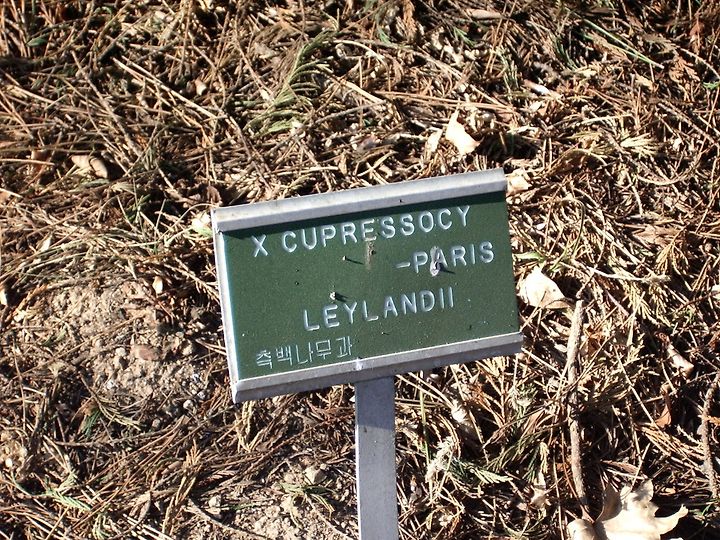 X CUPRESSOCY
-PARIS
LEYLANDII
측백나무과